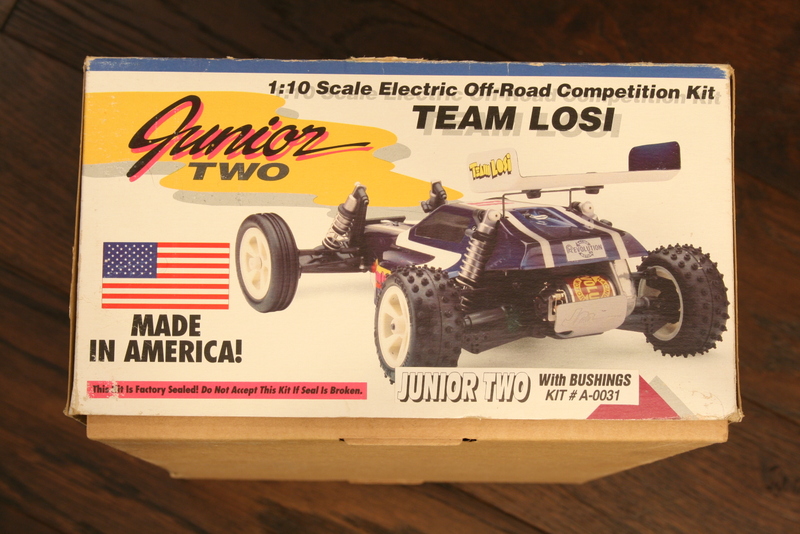 1:10 Scale Electric Off-Road Competition Kit
TEAM LOSI
Junior
TWO
TEAM LOSI
REVOLUTION
MADE
IN AMERICA!
This Kit Is Factory Sealed! Do Not Accept This Kit If Seal Is Broken.
JUNIOR TWO
With BUSHINGS
KIT # A-0031